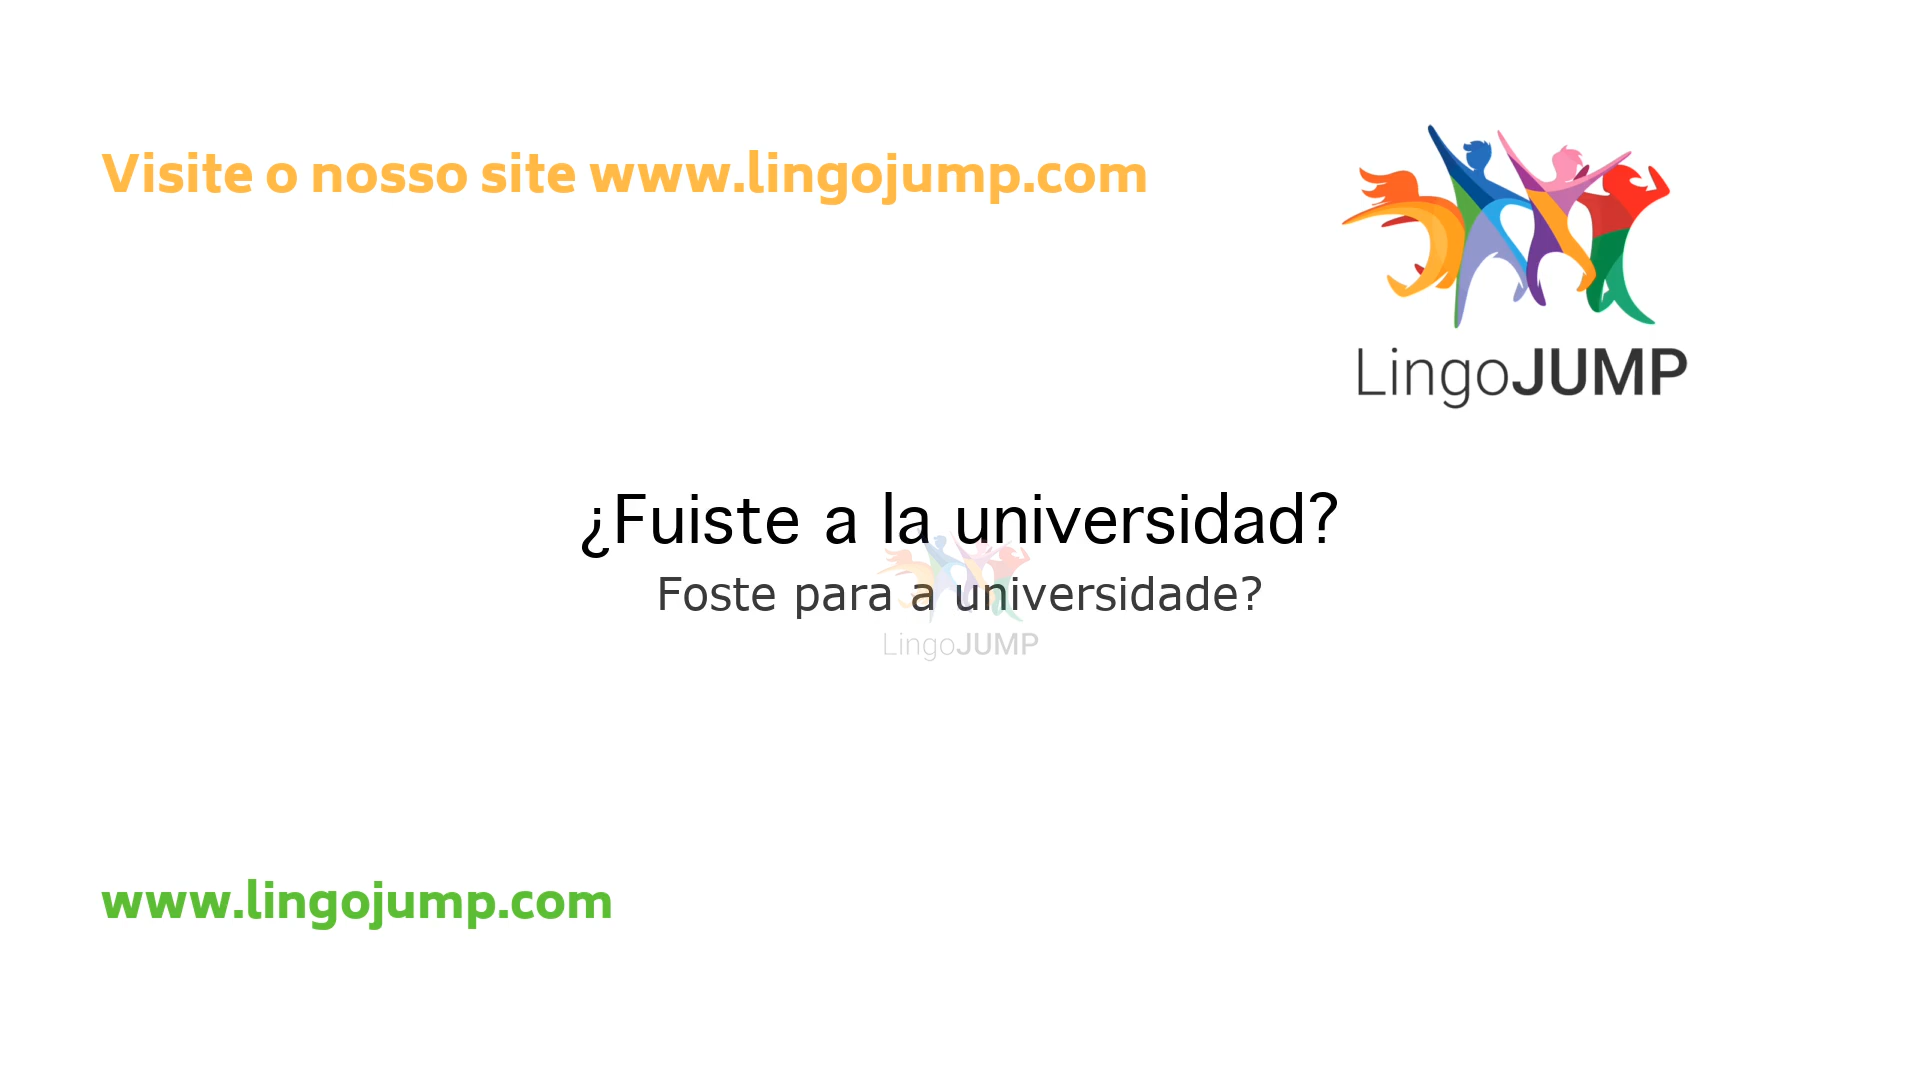 Visite o nosso site www.lingojump.com
LingoJUMP
¿Fuiste a la universidad?
Foste para a universidade?
LingoJUMP
www.lingojump.com